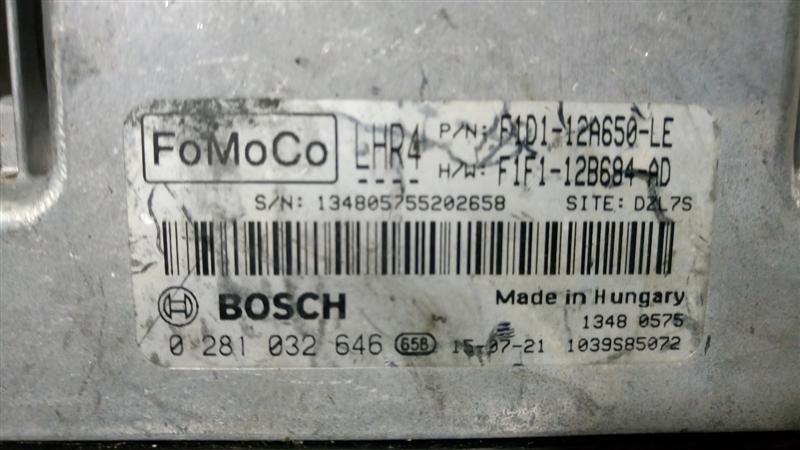 FoMoCo LHR4 P/N: F1D1-12A650-LE
---- H/W: F1F1-12B684-AD
S/N: 134805755202658 SITE: DZL7S
BOSCH Made in Hungary
1348 0575
0 281 032 646 658 15-07-21 1039S85072